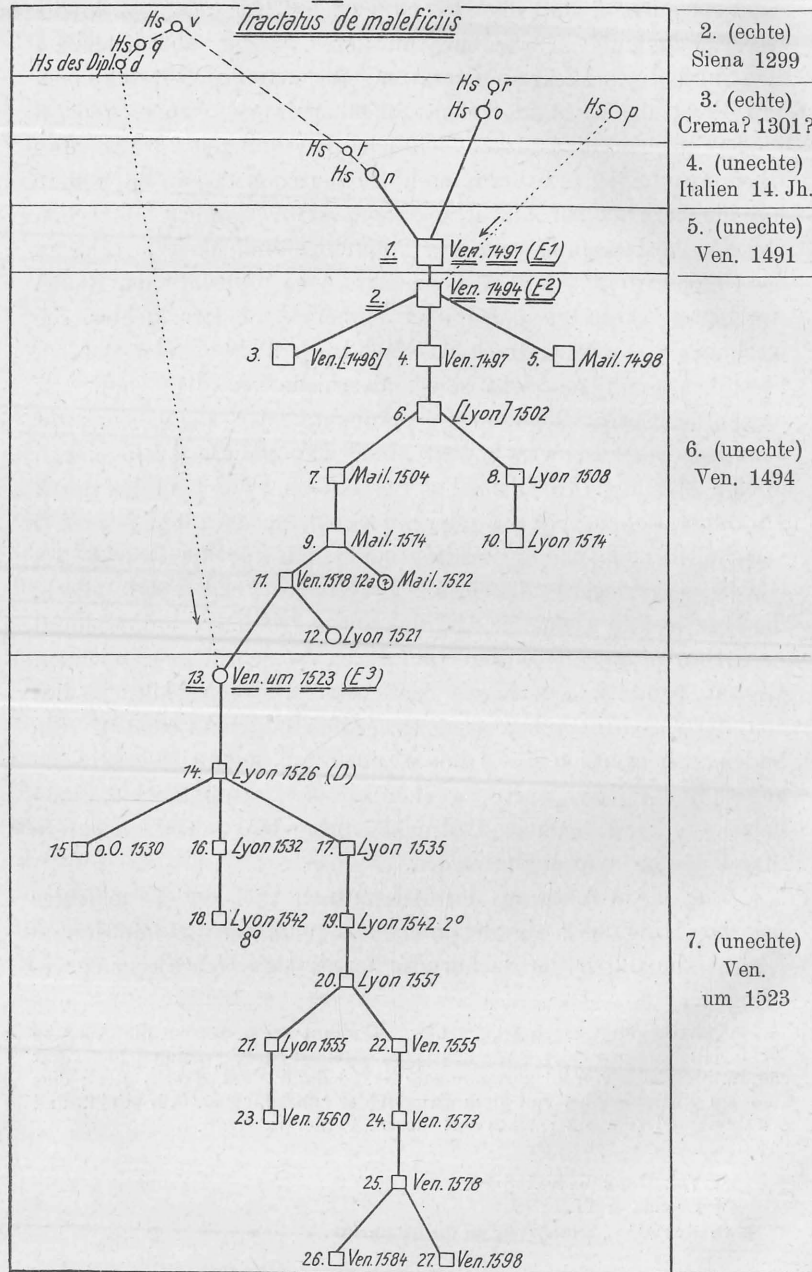 Tractatus de maleficiis
Hs v
Hs q
Hs des Dipl. d
Hs r
Hs o
Hs p
Hs t
Hs n
1. Ven. 1491 (E¹)
2. Ven. 1494 (E²)
3. Ven. [1496] 4. Ven. 1497 5. Mail. 1498
6. [Lyon] 1502
7. Mail. 1504 8. Lyon 1508
9. Mail. 1514 10. Lyon 1514
11. Ven. 1518 12a Mail. 1522
12. Lyon 1521
13. Ven. um 1523 (E³)
14. Lyon 1526 (D)
15 o.O. 1530 16. Lyon 1532 17. Lyon 1535
18. Lyon 1542 19. Lyon 1542 2º
8º
20. Lyon 1551
21. Lyon 1555 22. Ven. 1555
23. Ven. 1560 24. Ven. 1573
25. Ven. 1578
26. Ven. 1584 27. Ven. 1598
2. (echte)
Siena 1299
3. (echte)
Crema? 1301?
4. (unechte)
Italien 14. Jh.
5. (unechte)
Ven. 1491
6. (unechte)
Ven. 1494
7. (unechte)
Ven.
um 1523